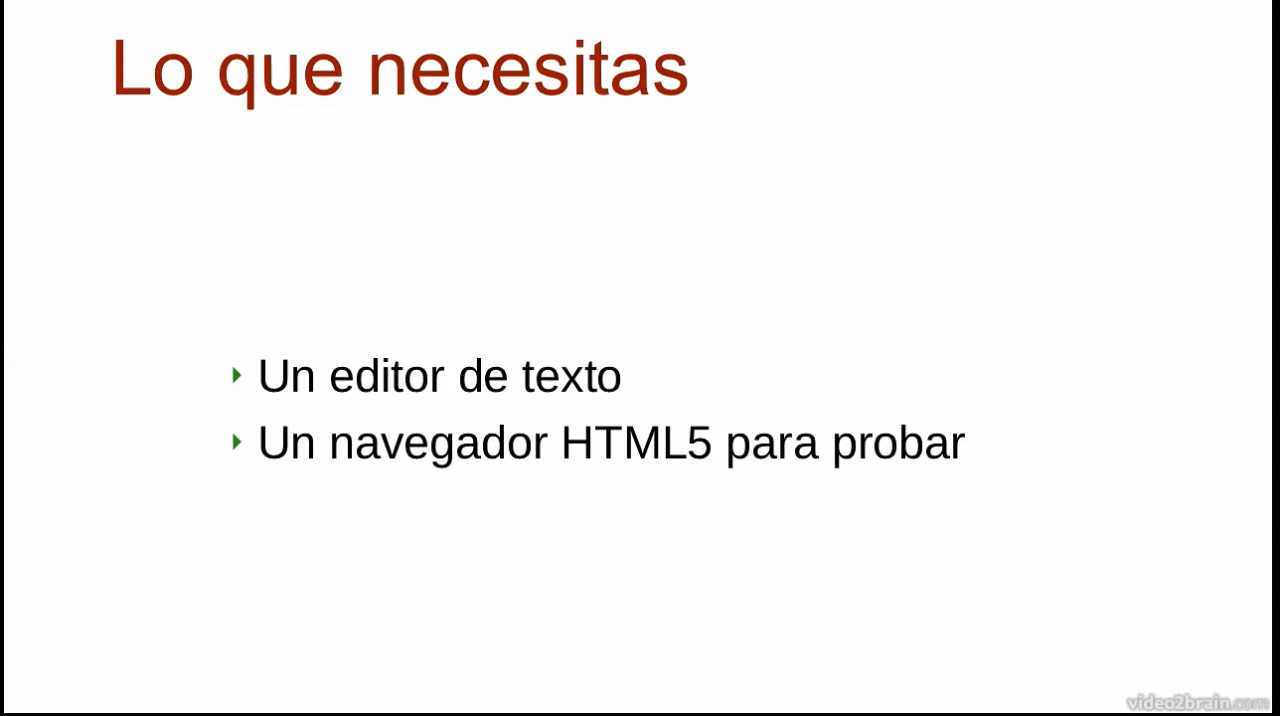 Lo que necesitas
Un editor de texto
Un navegador HTML5 para probar
video2brain.com